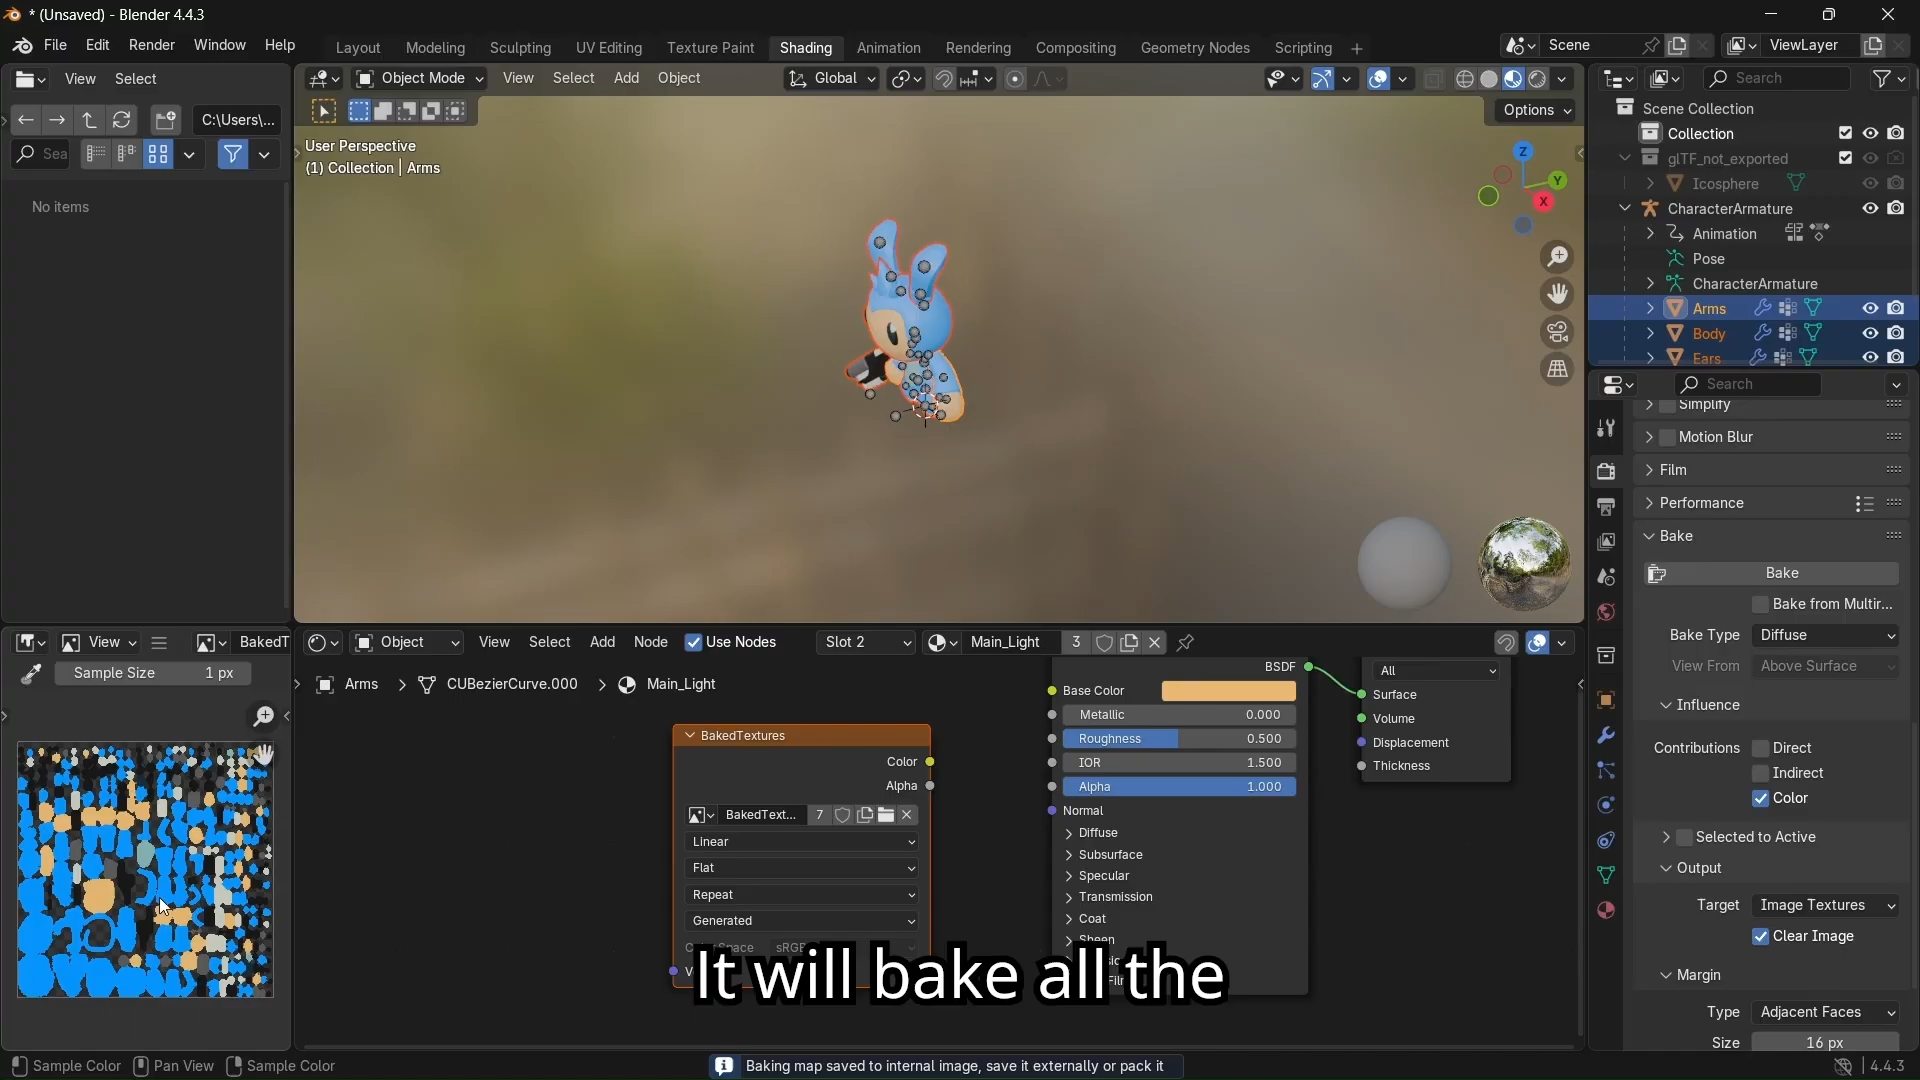 * (Unsaved) - Blender 4.4.3
File Edit Render Window Help
Layout Modeling Sculpting UV Editing Texture Paint Shading Animation Rendering Compositing Geometry Nodes Scripting +
Scene
ViewLayer
View Select
Object Mode View Select Add Object
Global
Search
C:\Users\...
Options
Sea
No items
User Perspective
(1) Collection | Arms
Z
Y
X
Scene Collection
Collection
glTF_not_exported
Icosphere
CharacterArmature
Animation
Pose
CharacterArmature
Arms
Body
Ears
Search
Simplify
Motion Blur
Film
Performance
Bake
Bake
Bake from Multir...
Bake Type Diffuse
View From Above Surface
Influence
Contributions Direct
Indirect
Color
Selected to Active
Output
Target Image Textures
Clear Image
Margin
Type Adjacent Faces
Size 16 px
View BakedT
Sample Size 1 px
Object View Select Add Node Use Nodes Slot 2 Main_Light 3
Arms > CUBezierCurve.000 > Main_Light
BakedTextures
Color
Alpha
BakedText... 7
Linear
Flat
Repeat
Generated
Space sRGB
V
BSDF
Base Color
Metallic 0.000
Roughness 0.500
IOR 1.500
Alpha 1.000
Normal
Diffuse
Subsurface
Specular
Transmission
Coat
Sheen
All
Surface
Volume
Displacement
Thickness
It will bake all the
Sample Color Pan View Sample Color
Baking map saved to internal image, save it externally or pack it
4.4.3